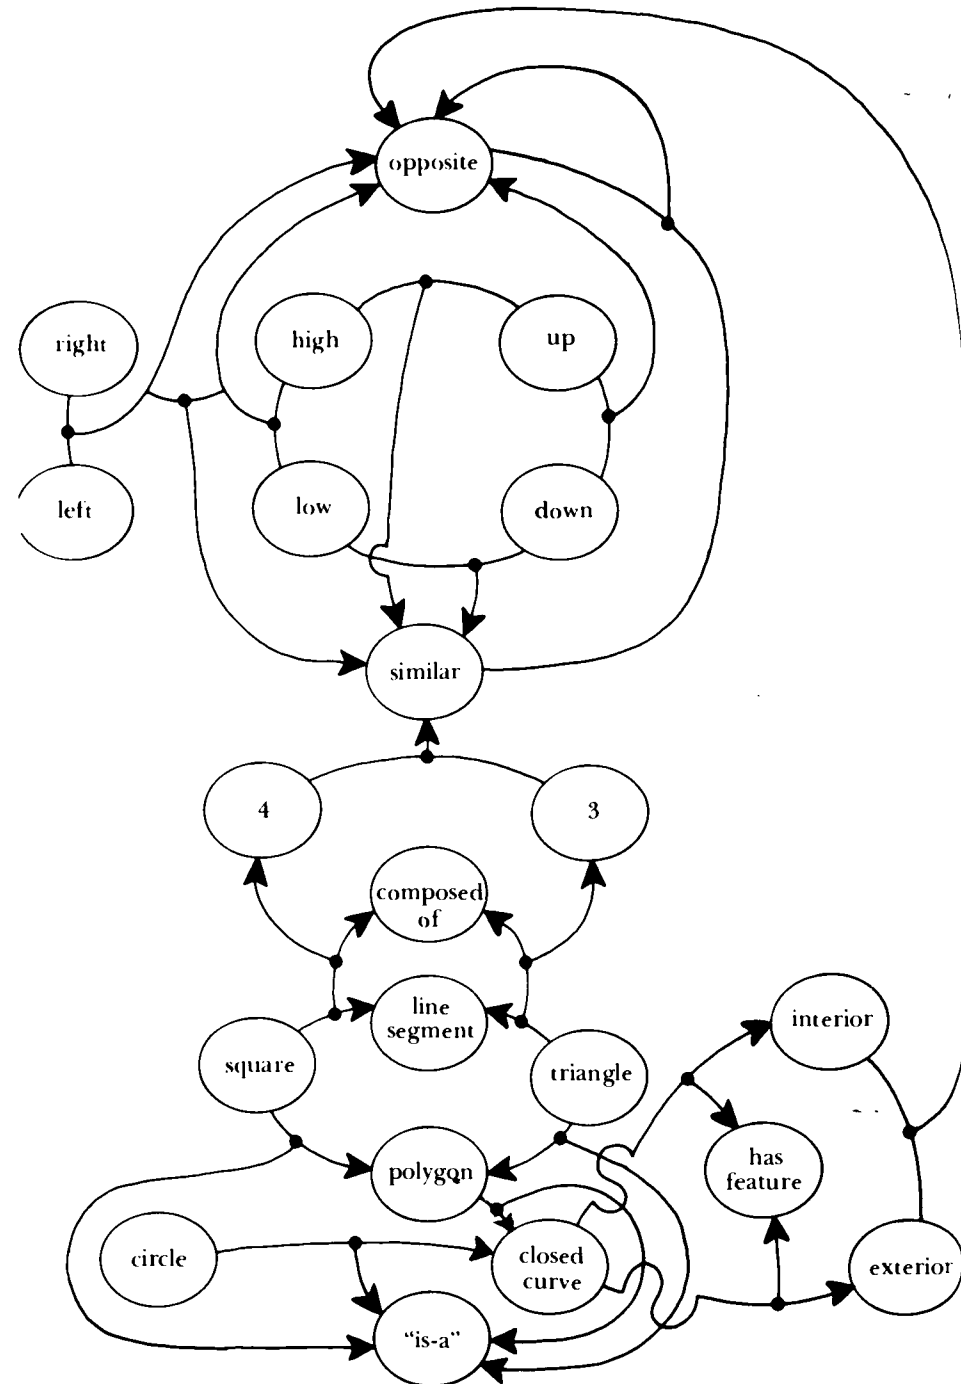 opposite
high
up
right
left
low
down
similar
4
3
composed
of
line
segment
interior
square
triangle
has
feature
polygon
circle
closed
curve
exterior
“is-a”